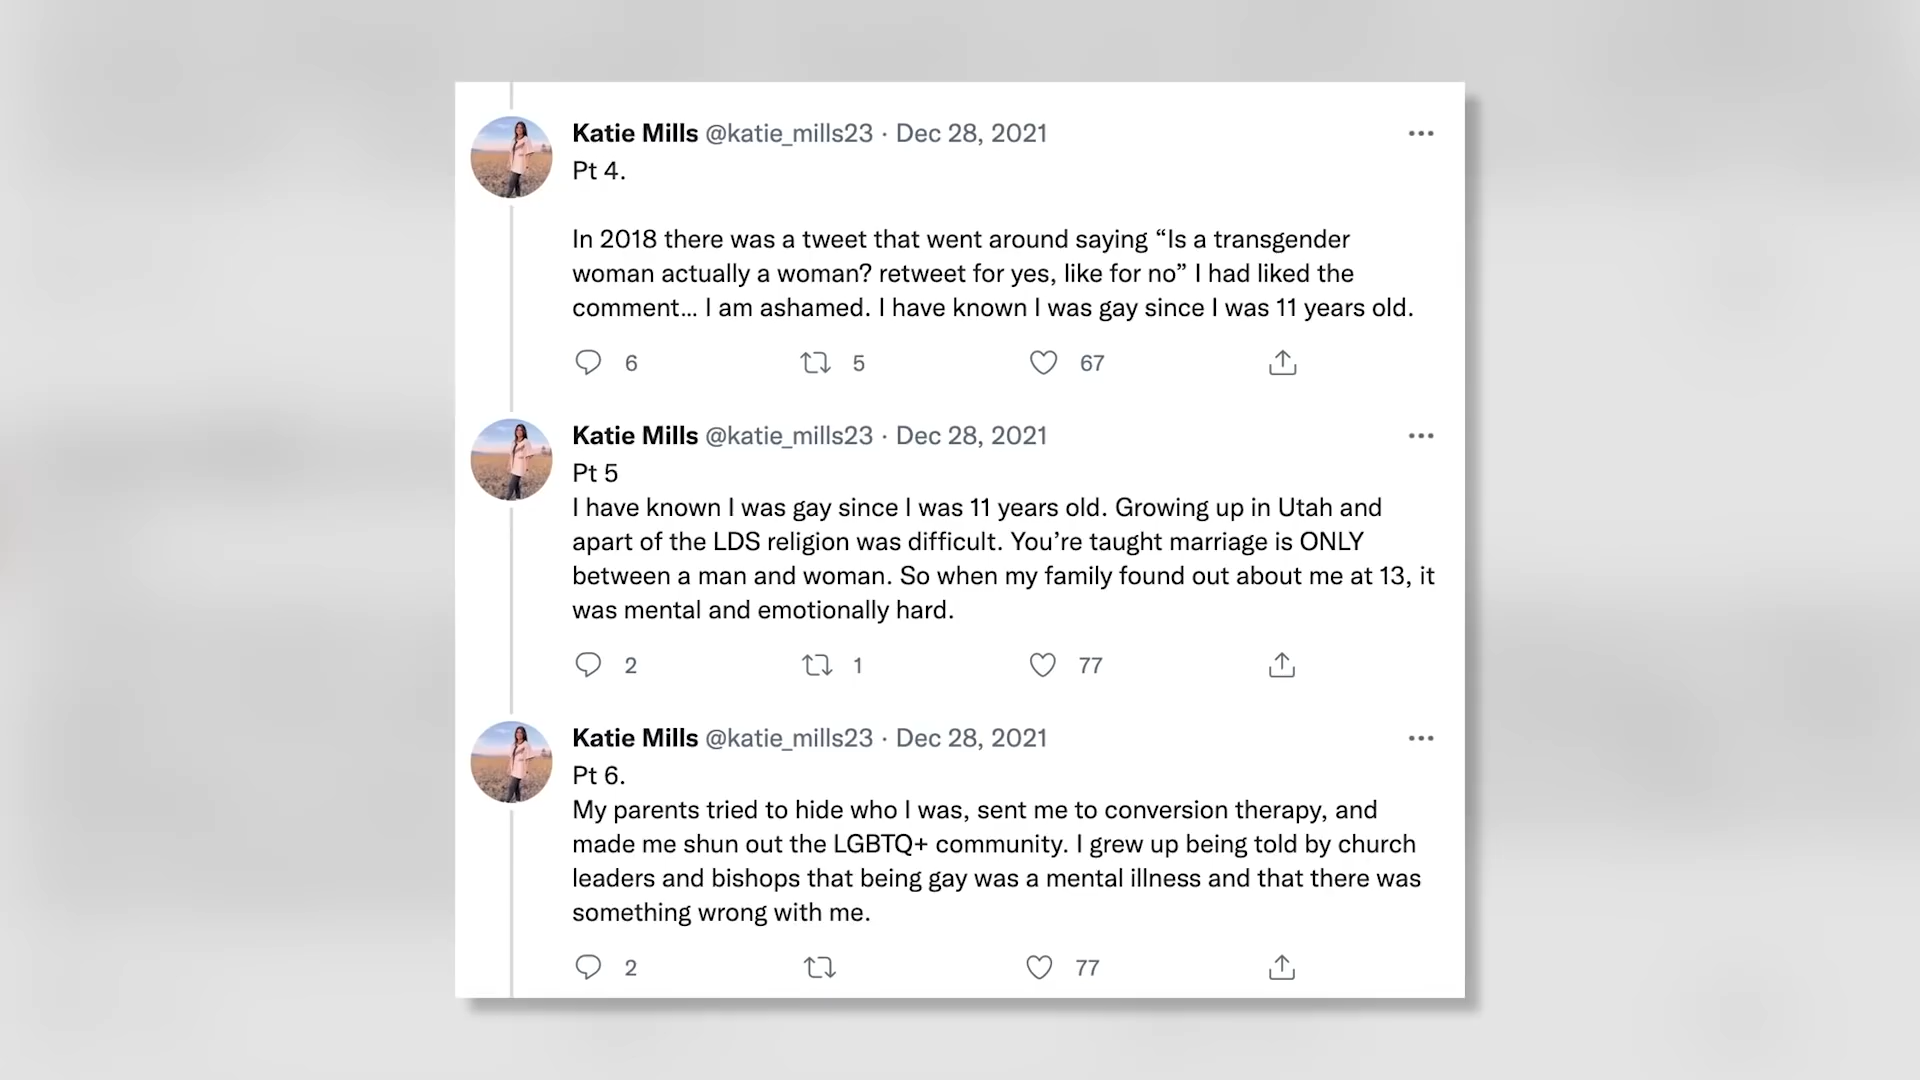 Katie Mills @katie_mills23 · Dec 28, 2021
Pt 4.
In 2018 there was a tweet that went around saying “Is a transgender
woman actually a woman? retweet for yes, like for no” I had liked the
comment... I am ashamed. I have known I was gay since I was 11 years old.
6 5 67
Katie Mills @katie_mills23 · Dec 28, 2021
Pt 5
I have known I was gay since I was 11 years old. Growing up in Utah and
apart of the LDS religion was difficult. You’re taught marriage is ONLY
between a man and woman. So when my family found out about me at 13, it
was mental and emotionally hard.
2 1 77
Katie Mills @katie_mills23 · Dec 28, 2021
Pt 6.
My parents tried to hide who I was, sent me to conversion therapy, and
made me shun out the LGBTQ+ community. I grew up being told by church
leaders and bishops that being gay was a mental illness and that there was
something wrong with me.
2 77